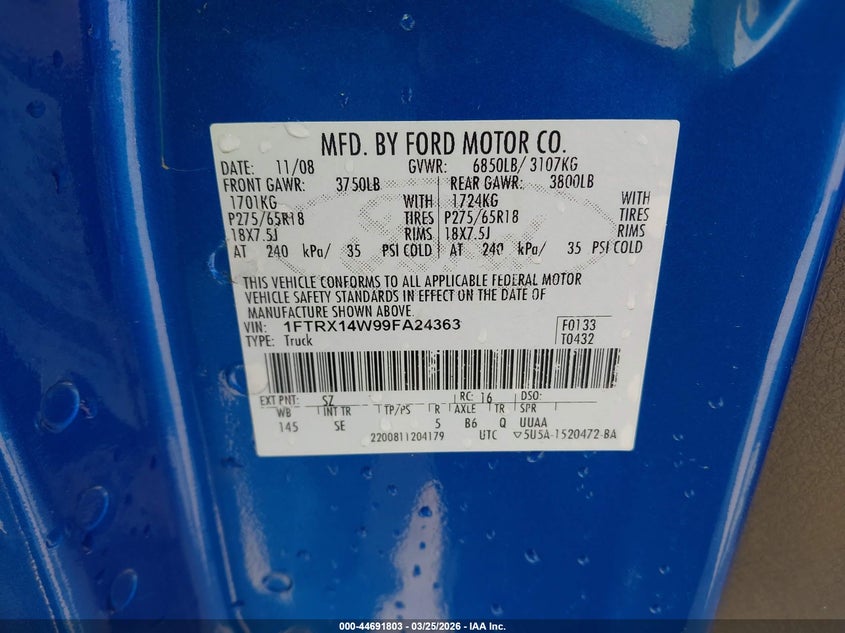 MFD. BY FORD MOTOR CO.
DATE: 11/08 GVWR: 6850LB/ 3107KG
FRONT GAWR: 3750LB REAR GAWR: 3800LB
1701KG WITH 1724KG WITH
P275/65R18 TIRES P275/65R18 TIRES
18X7.5J RIMS 18X7.5J RIMS
AT 240 kPa/ 35 PSI COLD AT 240 kPa/ 35 PSI COLD
THIS VEHICLE CONFORMS TO ALL APPLICABLE FEDERAL MOTOR
VEHICLE SAFETY STANDARDS IN EFFECT ON THE DATE OF
MANUFACTURE SHOWN ABOVE.
VIN: 1FTRX14W99FA24363 F0133
TYPE: Truck T0432
EXT PNT: SZ RC: 16 DSO:
WB INT TR TP/PS R AXLE TR SPR
145 SE 5 B6 Q UUAA
2200811204179 UTC ▽5U5A-1520472-BA
000-44691803 - 03/25/2026 - IAA Inc.